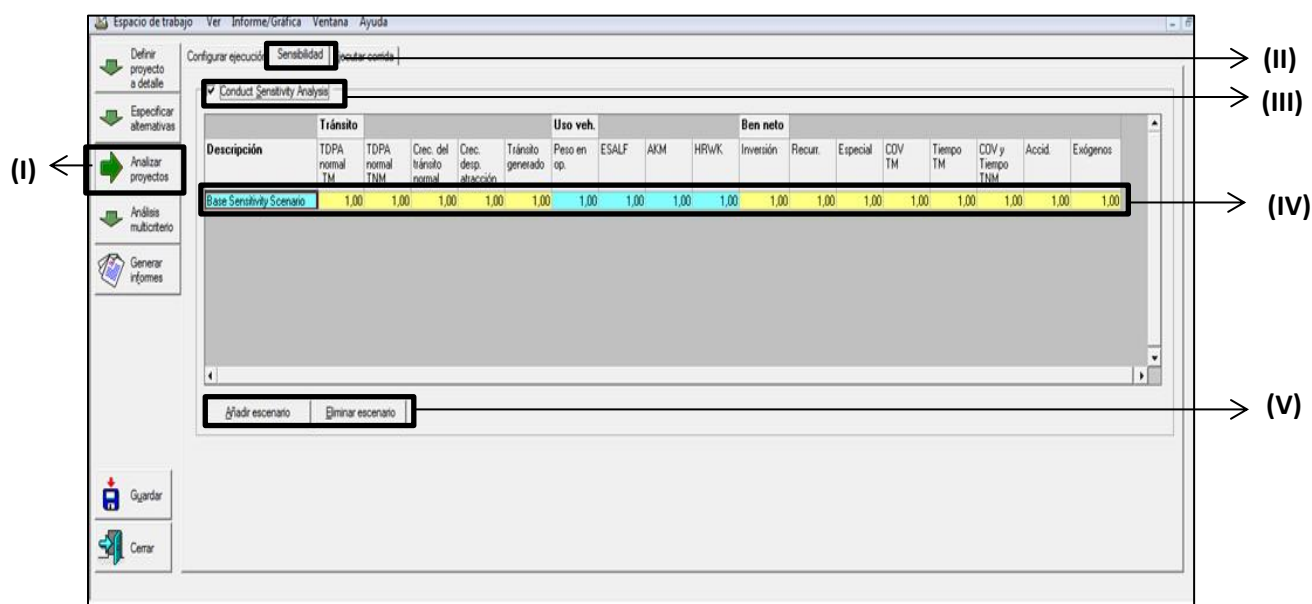 Espacio de trabajo Ver Informe/Gráfica Ventana Ayuda
Definir proyecto a detalle
Especificar alternativas
Analizar proyectos
Análisis multicriterio
Generar informes
Guardar
Cerrar
(I)
Configurar ejecución Sensibilidad Ejecutar corrida
(II)
Conduct Sensitivity Analysis
(III)
Tránsito Uso veh. Ben neto
Descripción TDPA normal TM TDPA normal TNM Crec. del tránsito normal Crec. desp. atracción Tránsito generado Peso en op. ESALF AKM HRWK Inversión Recurr. Especial COV TM Tiempo TM COV y Tiempo TNM Accid. Exógenos
Base Sensitivity Scenario 1,00 1,00 1,00 1,00 1,00 1,00 1,00 1,00 1,00 1,00 1,00 1,00 1,00 1,00 1,00 1,00 1,00
(IV)
Añadir escenario Eliminar escenario
(V)